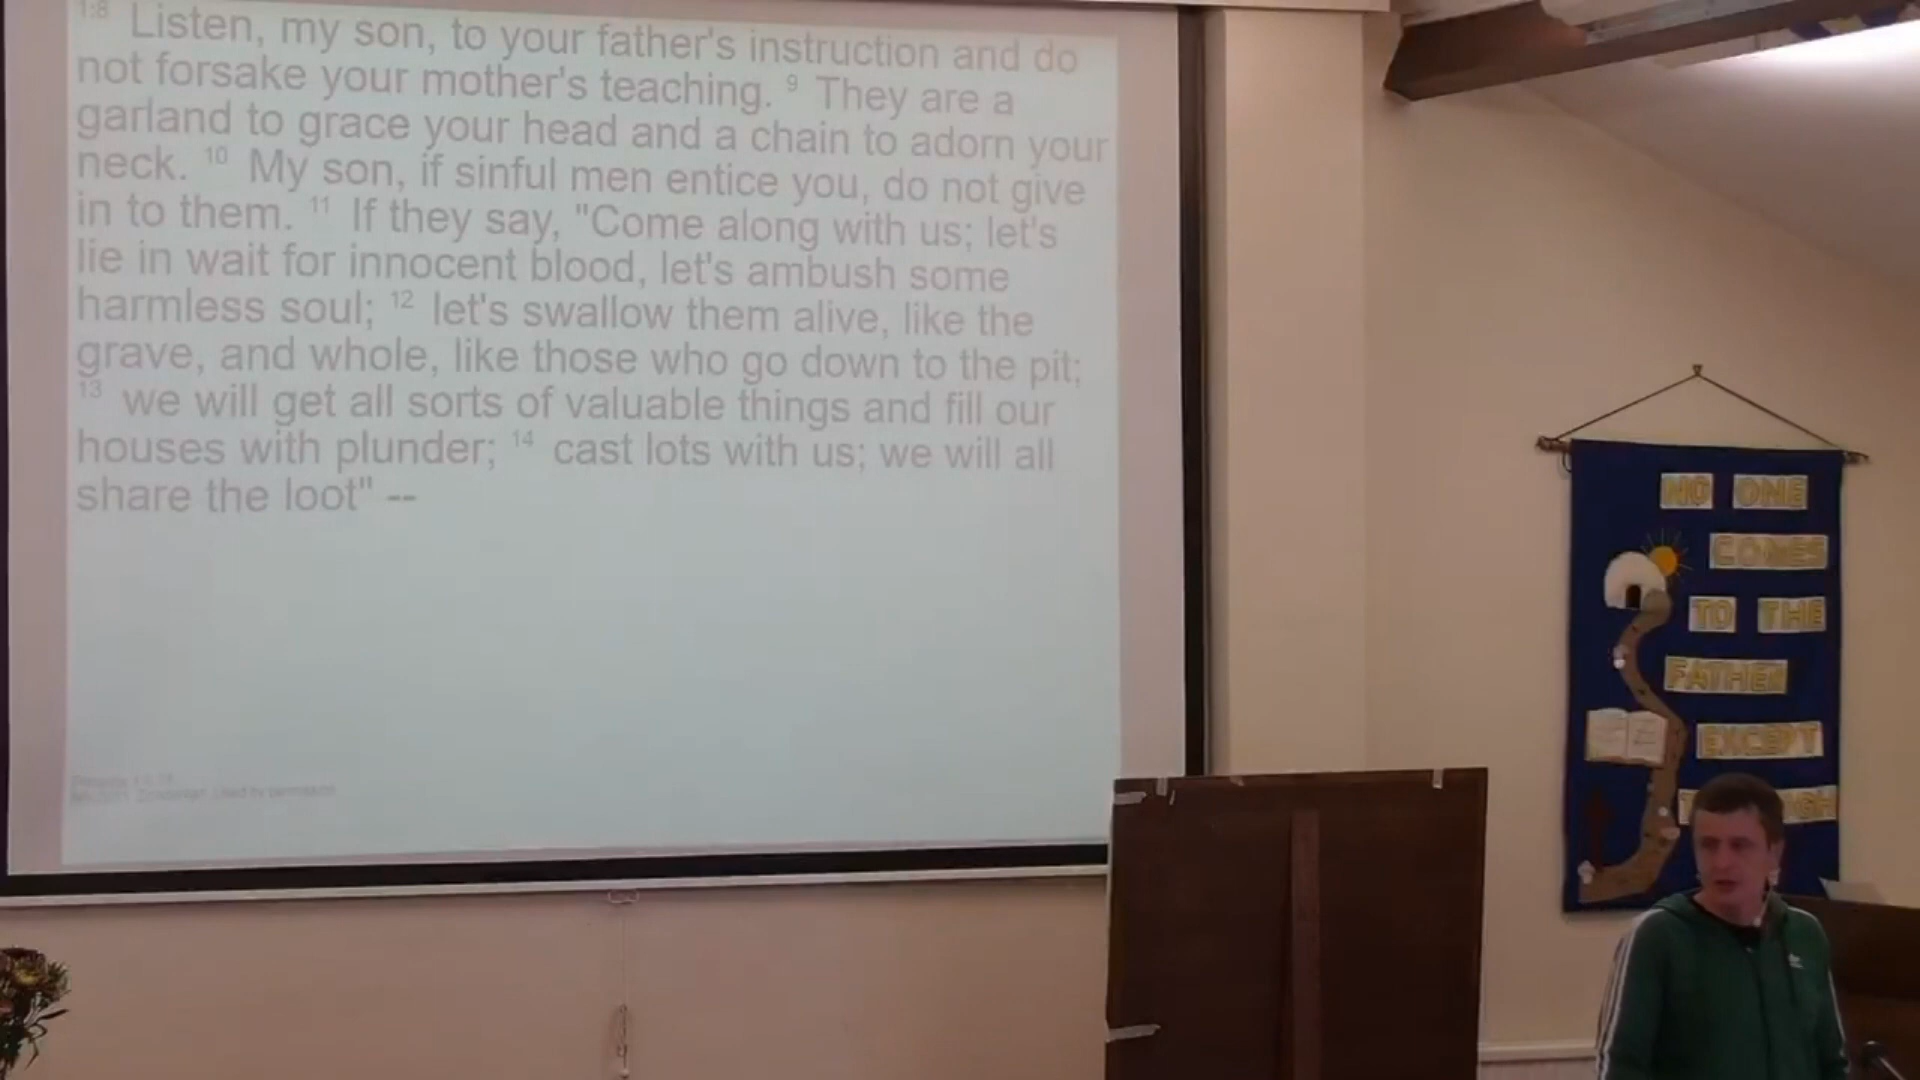 1:8 Listen, my son, to your father's instruction and do
not forsake your mother's teaching. 9 They are a
garland to grace your head and a chain to adorn your
neck. 10 My son, if sinful men entice you, do not give
in to them. 11 If they say, "Come along with us; let's
lie in wait for innocent blood, let's ambush some
harmless soul; 12 let's swallow them alive, like the
grave, and whole, like those who go down to the pit;
13 we will get all sorts of valuable things and fill our
houses with plunder; 14 cast lots with us; we will all
share the loot" --
Zondervan. Used by permission
NO ONE
COMES
TO THE
FATHER
EXCEPT